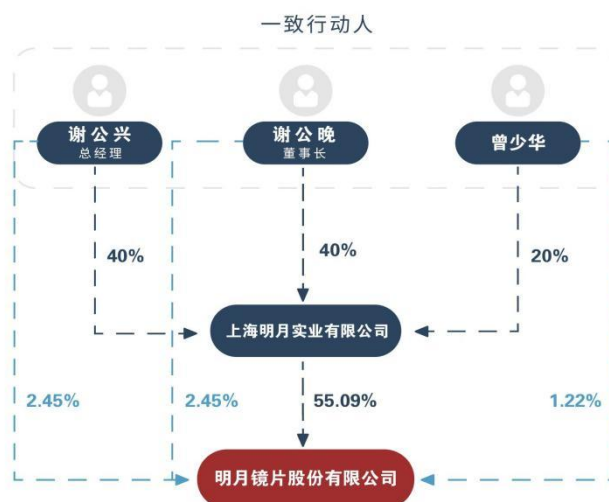 一致行动人
谢公兴
总经理
谢公晚
董事长
曾少华
40%
40%
20%
上海明月实业有限公司
2.45%
2.45%
55.09%
1.22%
明月镜片股份有限公司